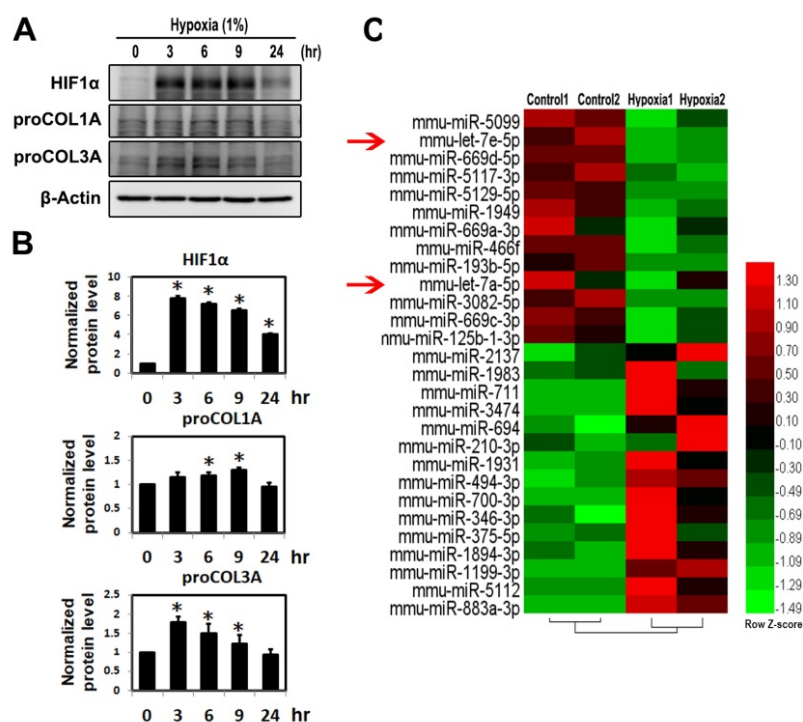 A
Hypoxia (1%)
0 3 6 9 24 (hr)
HIF1α
proCOL1A
proCOL3A
β-Actin
B
HIF1α
Normalized protein level
10
8
6
4
2
0
* * * *
0 3 6 9 24 hr
proCOL1A
Normalized protein level
2
1.5
1
0.5
0
* *
0 3 6 9 24 hr
proCOL3A
Normalized protein level
2.5
2
1.5
1
0.5
0
* * *
0 3 6 9 24 hr
C
Control1 Control2 Hypoxia1 Hypoxia2
mmu-miR-5099
mmu-let-7e-5p
mmu-miR-669d-5p
mmu-miR-5117-3p
mmu-miR-5129-5p
mmu-miR-1949
mmu-miR-669a-3p
mmu-miR-466f
mmu-miR-193b-5p
mmu-let-7a-5p
mmu-miR-3082-5p
mmu-miR-669c-3p
nmu-miR-125b-1-3p
mmu-miR-2137
mmu-miR-1983
mmu-miR-711
mmu-miR-3474
mmu-miR-694
mmu-miR-210-3p
mmu-miR-1931
mmu-miR-494-3p
mmu-miR-700-3p
mmu-miR-346-3p
mmu-miR-375-5p
mmu-miR-1894-3p
mmu-miR-1199-3p
mmu-miR-5112
mmu-miR-883a-3p
1.30
1.10
0.90
0.70
0.50
0.30
0.10
-0.10
-0.30
-0.49
-0.69
-0.89
-1.09
-1.29
-1.49
Row Z-score